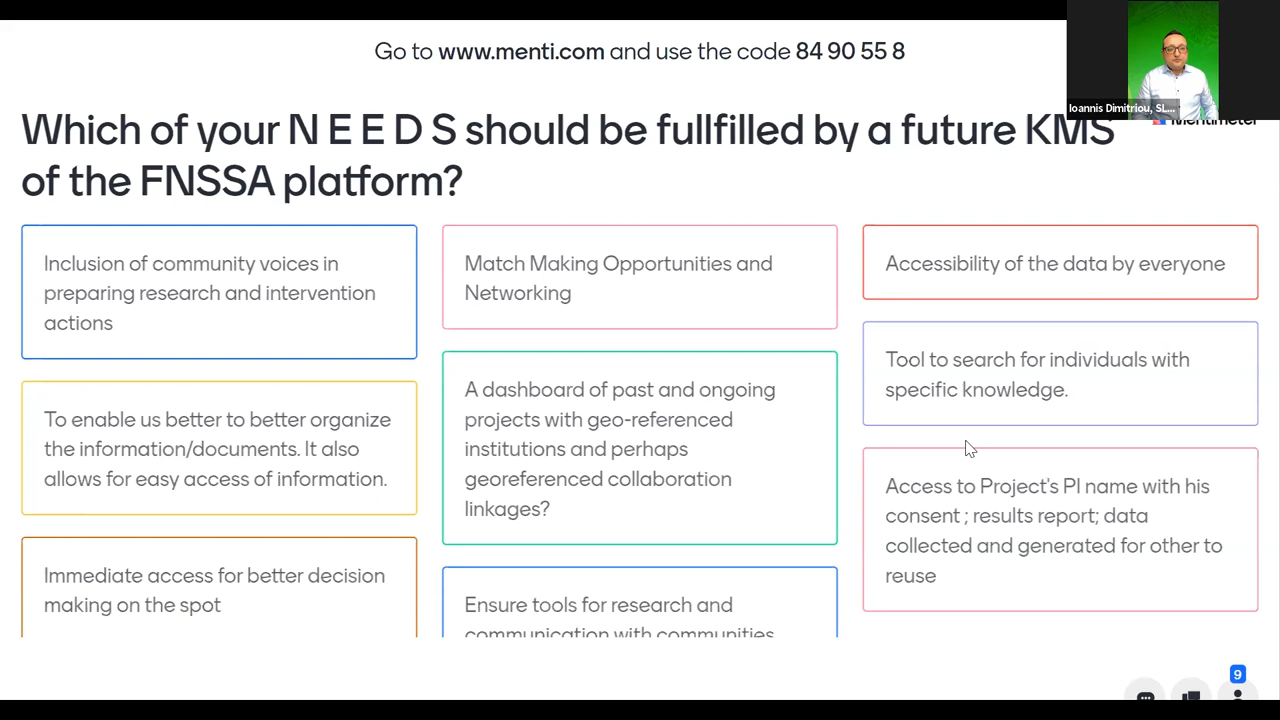 Go to www.menti.com and use the code 84 90 55 8
Ioannis Dimitriou, SL...
Mentimeter
Which of your N E E D S should be fullfilled by a future KMS
of the FNSSA platform?
Inclusion of community voices in
preparing research and intervention
actions
To enable us better to better organize
the information/documents. It also
allows for easy access of information.
Immediate access for better decision
making on the spot
Match Making Opportunities and
Networking
A dashboard of past and ongoing
projects with geo-referenced
institutions and perhaps
georeferenced collaboration
linkages?
Ensure tools for research and
communication with communities
Accessibility of the data by everyone
Tool to search for individuals with
specific knowledge.
Access to Project's PI name with his
consent ; results report; data
collected and generated for other to
reuse
9